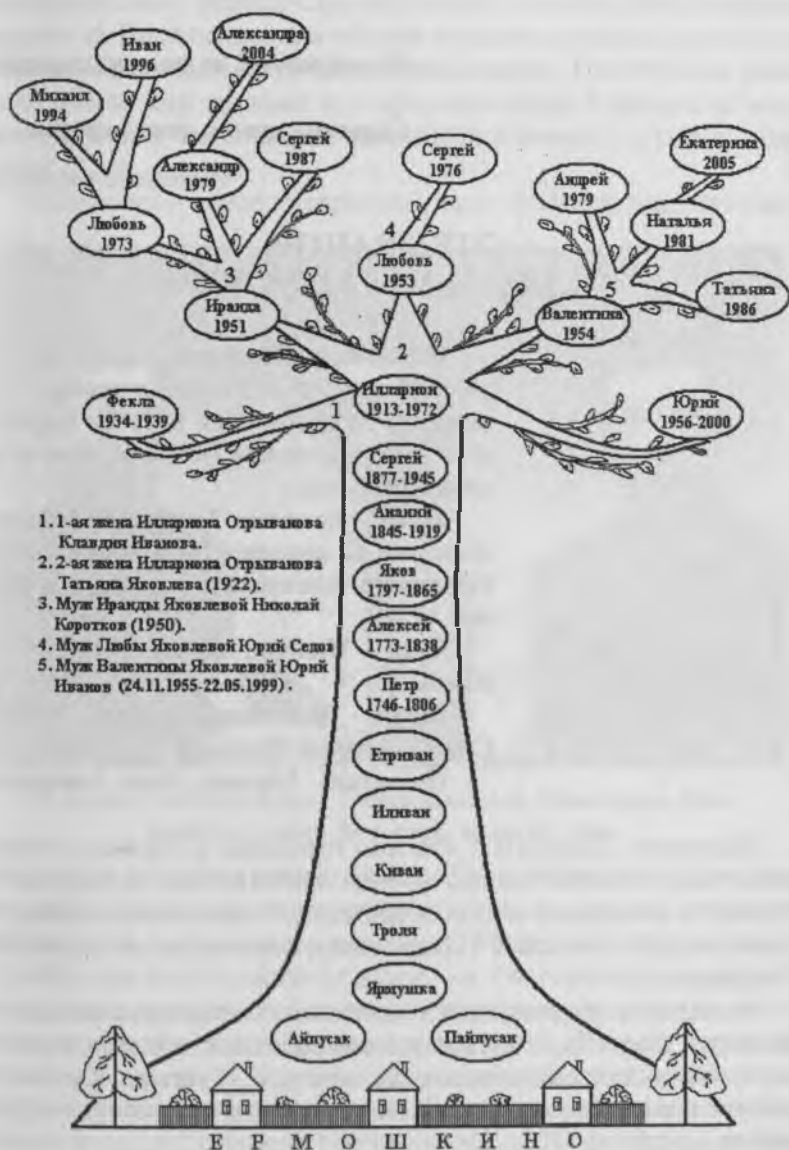 Иван
1996
Александра
2004
Михаил
1994
Александр
1979
Сергей
1987
Сергей
1976
Андрей
1979
Екатерина
2005
Любовь
1973
3
4
Любовь
1953
Наталья
1981
5
Татьяна
1986
Иранда
1951
2
Валентина
1954
Фекла
1934-1939
1
Илларион
1913-1972
Юрий
1956-2000
Сергей
1877-1945
Ананий
1845-1919
Яков
1797-1865
Алексей
1773-1838
Петр
1746-1806
Етриван
Иливан
Киван
Троля
Ярмушка
Айпусак
Пайпусан
1. 1-ая жена Иллариона Отрыванова
Клавдия Иванова.
2. 2-ая жена Иллариона Отрыванова
Татьяна Яковлева (1922).
3. Муж Иранды Яковлевой Николай
Коротков (1950).
4. Муж Любы Яковлевой Юрий Седов
5. Муж Валентины Яковлевой Юрий
Иванов (24.11.1955-22.05.1999).
ЕРМОШКИНО